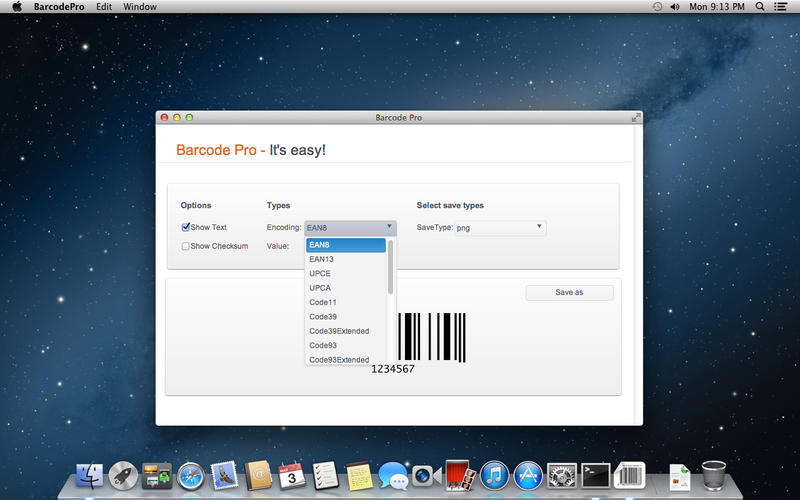 BarcodePro Edit Window Mon 9:13 PM
Barcode Pro
Barcode Pro - It's easy!
Options Types Select save types
Show Text Encoding: EAN8 SaveType: png
Show Checksum Value: EAN8
EAN13
UPCE
UPCA
Code11
Code39
Code39Extended
Code93
Code93Extended
Save as
1234567
3